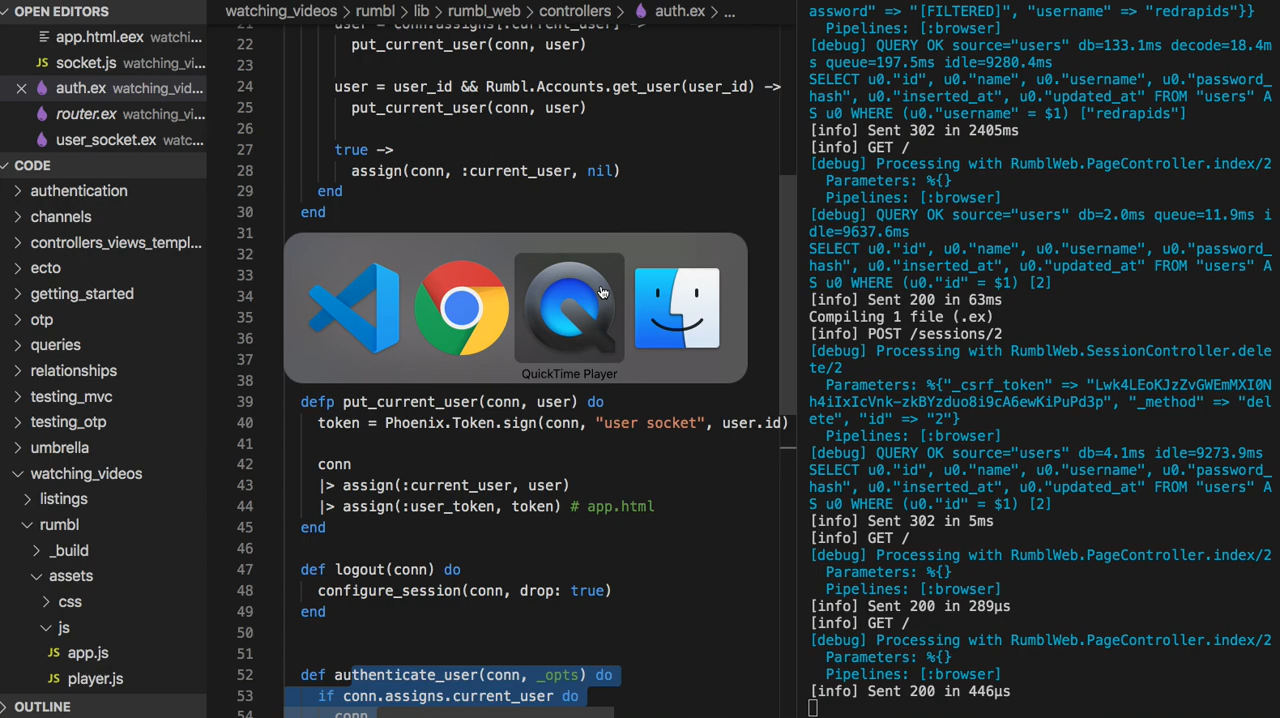 OPEN EDITORS
app.html.eex watchi...
JS socket.js watching_vi...
auth.ex watching_vid...
router.ex watching_vi...
user_socket.ex watc...
CODE
authentication
channels
controllers_views_templ...
ecto
getting_started
otp
queries
relationships
testing_mvc
testing_otp
umbrella
watching_videos
listings
rumbl
_build
assets
css
js
JS app.js
JS player.js
OUTLINE
watching_videos > rumbl > lib > rumbl_web > controllers > auth.ex > ...
22 put_current_user(conn, user)
23
24 user = user_id && Rumbl.Accounts.get_user(user_id) ->
25 put_current_user(conn, user)
26
27 true ->
28 assign(conn, :current_user, nil)
29 end
30 end
31
32
33
34
35
36
37
38
QuickTime Player
39 defp put_current_user(conn, user) do
40 token = Phoenix.Token.sign(conn, "user socket", user.id)
41
42 conn
43 |> assign(:current_user, user)
44 |> assign(:user_token, token) # app.html
45 end
46
47 def logout(conn) do
48 configure_session(conn, drop: true)
49 end
50
51
52 def authenticate_user(conn, _opts) do
53 if conn.assigns.current_user do
54 conn
assword" => "[FILTERED]", "username" => "redrapids"}}
Pipelines: [:browser]
[debug] QUERY OK source="users" db=133.1ms decode=18.4m
s queue=197.5ms idle=9280.4ms
SELECT u0."id", u0."name", u0."username", u0."password_
hash", u0."inserted_at", u0."updated_at" FROM "users" A
S u0 WHERE (u0."username" = $1) ["redrapids"]
[info] Sent 302 in 2405ms
[info] GET /
[debug] Processing with RumblWeb.PageController.index/2
Parameters: %{}
Pipelines: [:browser]
[debug] QUERY OK source="users" db=2.0ms queue=11.9ms i
dle=9637.6ms
SELECT u0."id", u0."name", u0."username", u0."password_
hash", u0."inserted_at", u0."updated_at" FROM "users" A
S u0 WHERE (u0."id" = $1) [2]
[info] Sent 200 in 63ms
Compiling 1 file (.ex)
[info] POST /sessions/2
[debug] Processing with RumblWeb.SessionController.dele
te/2
Parameters: %{"_csrf_token" => "Lwk4LEoKJzZvGWEmMXI0N
h4iIxIcVnk-zkBYzduo8i9cA6ewKiPuPd3p", "_method" => "del
ete", "id" => "2"}
Pipelines: [:browser]
[debug] QUERY OK source="users" db=4.1ms idle=9273.9ms
SELECT u0."id", u0."name", u0."username", u0."password_
hash", u0."inserted_at", u0."updated_at" FROM "users" A
S u0 WHERE (u0."id" = $1) [2]
[info] Sent 302 in 5ms
[info] GET /
[debug] Processing with RumblWeb.PageController.index/2
Parameters: %{}
Pipelines: [:browser]
[info] Sent 200 in 289µs
[info] GET /
[debug] Processing with RumblWeb.PageController.index/2
Parameters: %{}
Pipelines: [:browser]
[info] Sent 200 in 446µs